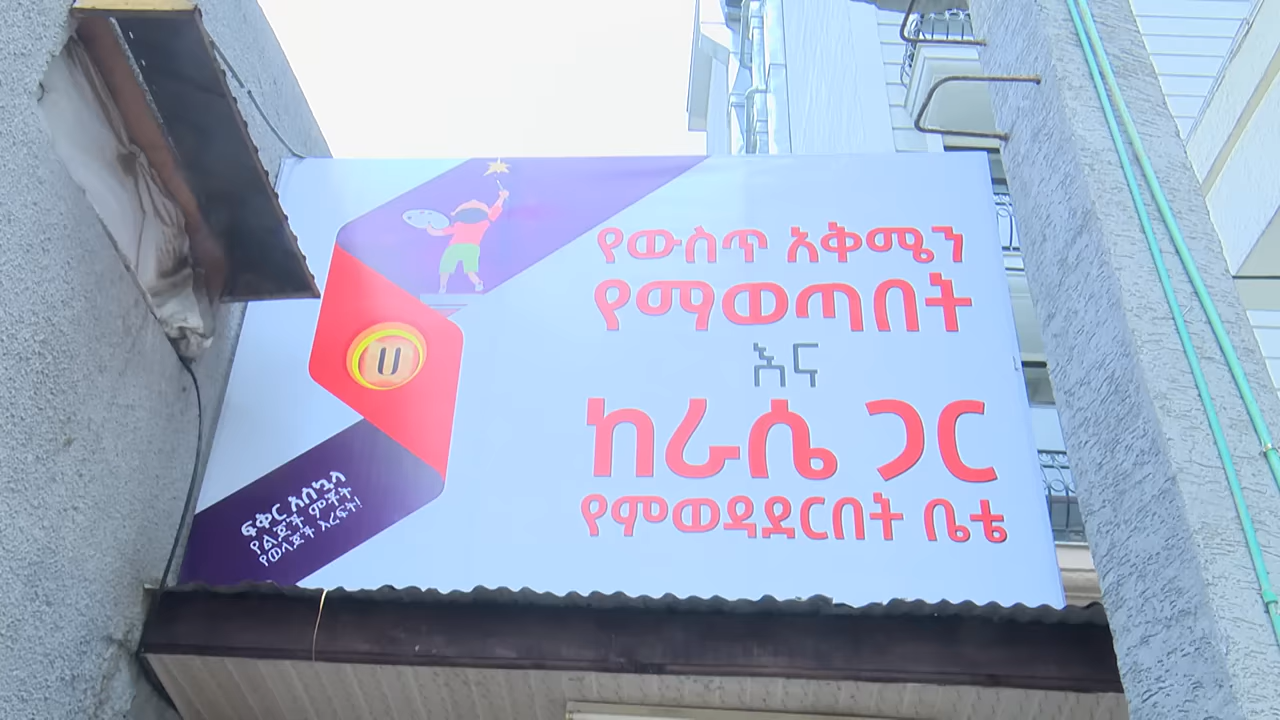 የውስጥ አቅሜን
የማወጣበት
እና
ከራሴ ጋር
የምወዳደርበት ቤቴ
U
ፍቅር አስኳላ
የልጆች ምቾት
የወላጆች እረፍት!